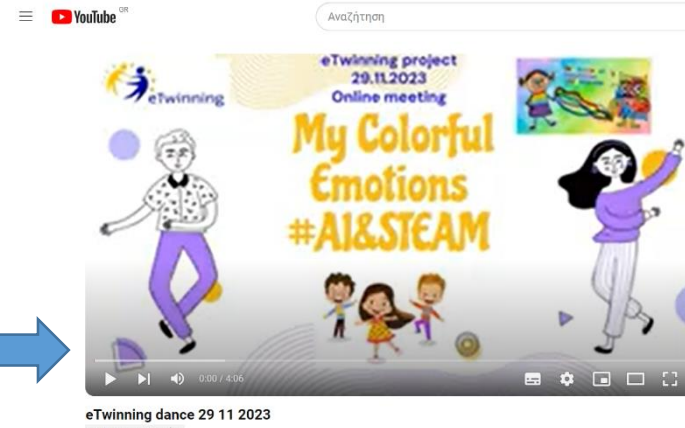 YouTube GR
Αναζήτηση
eTwinning
eTwinning project
29.11.2023
Online meeting
My Colorful
Emotions
#AI&STEAM
0:00 / 4:06
eTwinning dance 29 11 2023